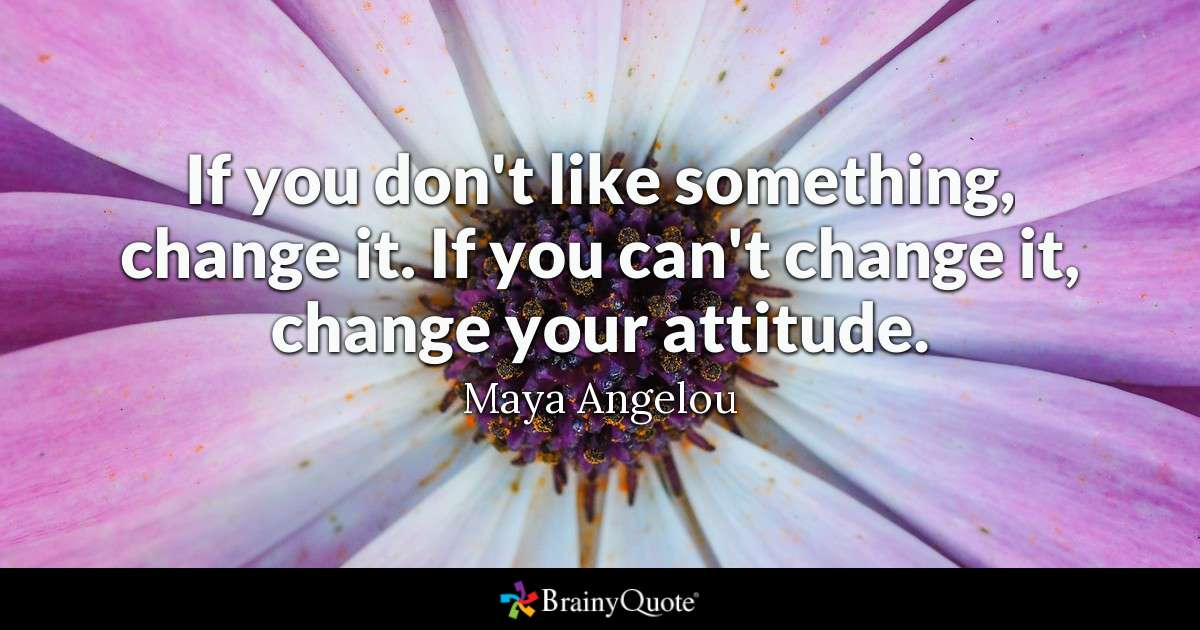 If you don't like something,
change it. If you can't change it,
change your attitude.
Maya Angelou
BrainyQuote®